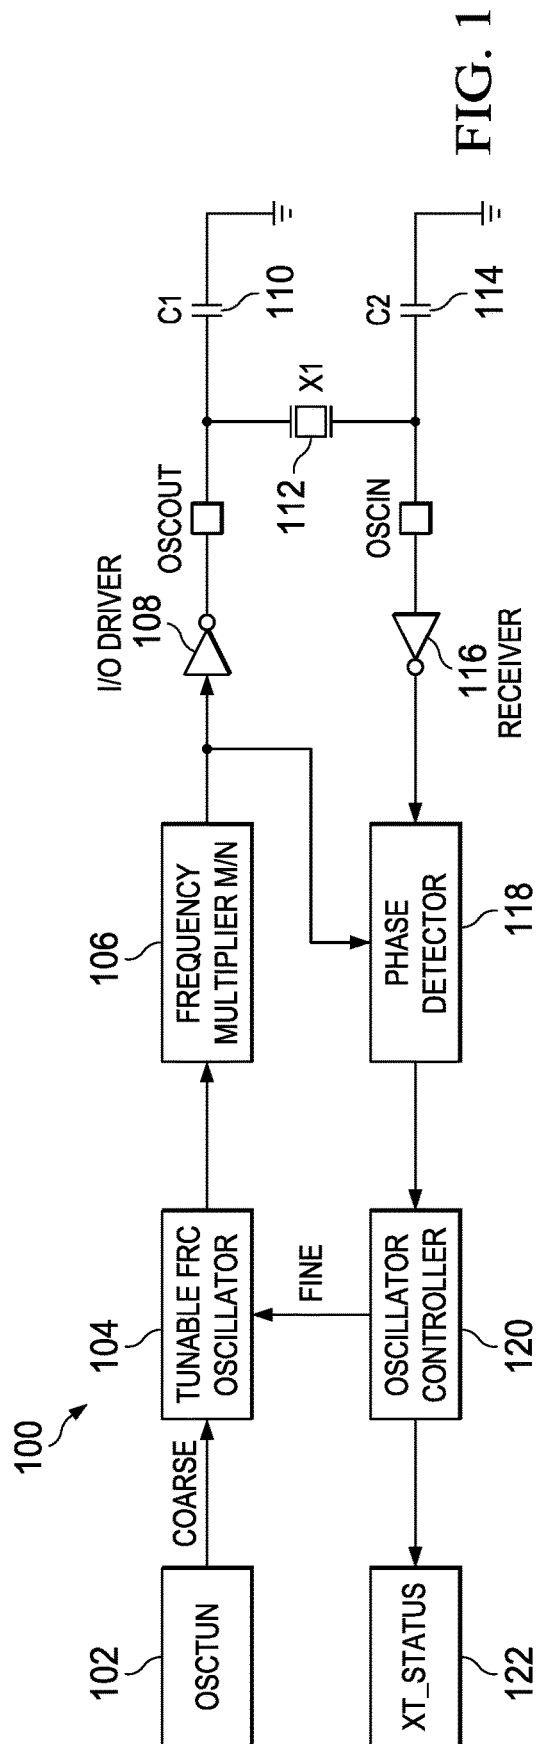 100
102
OSCTUN
COARSE
104
TUNABLE FRC
OSCILLATOR
106
FREQUENCY
MULTIPLIER M/N
I/O DRIVER
108
OSCOUT
C1
110
FINE
112
X1
122
XT_STATUS
120
OSCILLATOR
CONTROLLER
118
PHASE
DETECTOR
116
RECEIVER
OSCIN
C2
114
FIG. 1